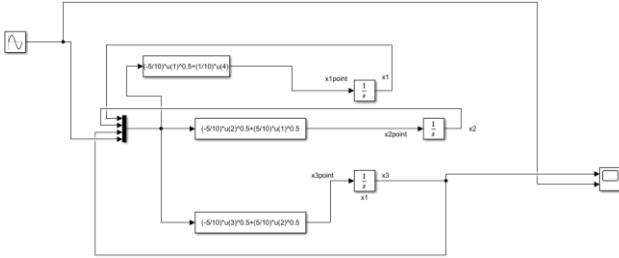 (-5/10)*u(1)^0.5+(1/10)*u(4)
x1point
1
s
x1
(-5/10)*u(2)^0.5+(5/10)*u(1)^0.5
x2point
1
s
x2
x3point
1
s
x3
x1
(-5/10)*u(3)^0.5+(5/10)*u(2)^0.5